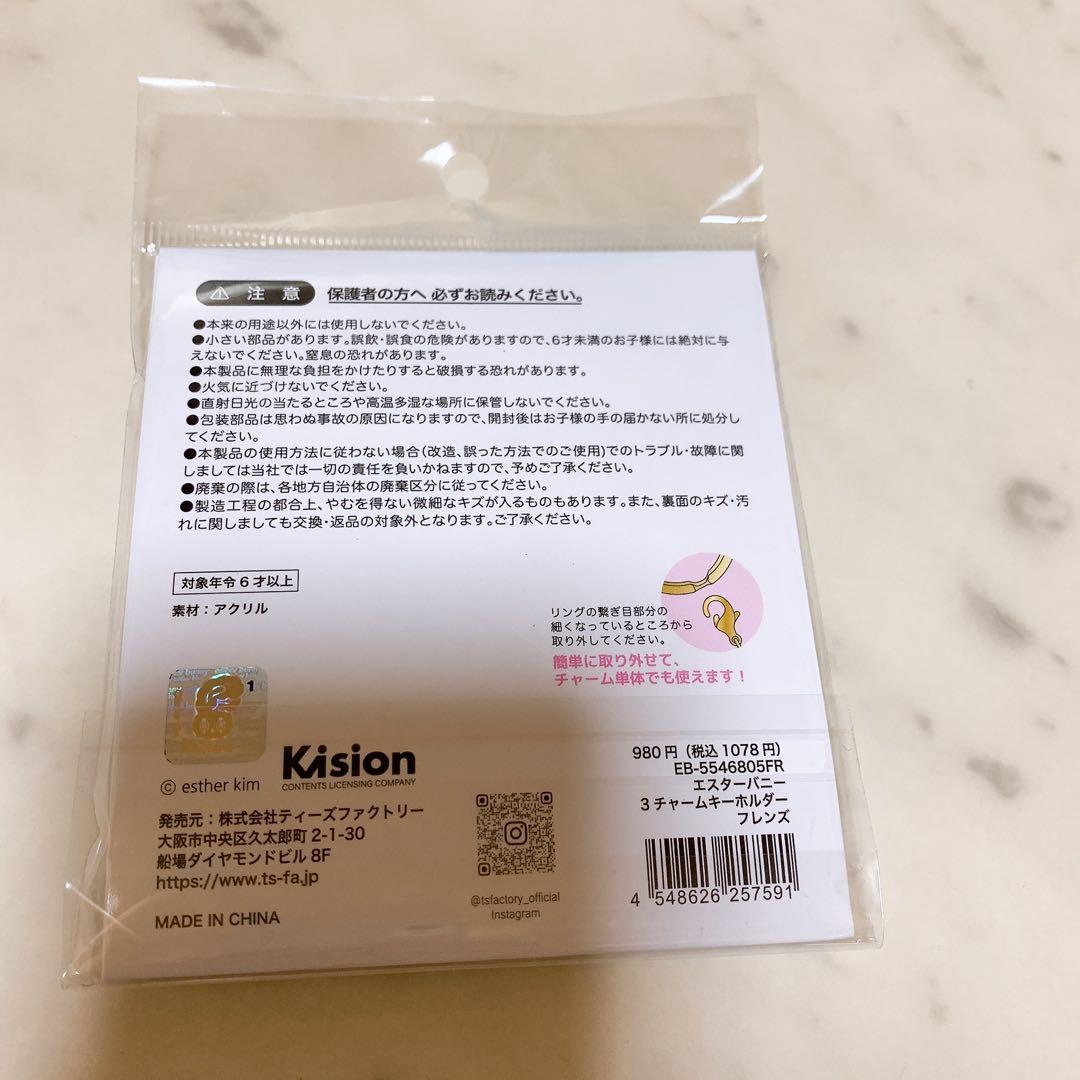 注 意 保護者の方へ 必ずお読みください。
●本来の用途以外には使用しないでください。
●小さい部品があります。誤飲・誤食の危険がありますので、6才未満のお子様には絶対に与
えないでください。窒息の恐れがあります。
●本製品に無理な負担をかけたりすると破損する恐れがあります。
●火気に近づけないでください。
●直射日光の当たるところや高温多湿な場所に保管しないでください。
●包装部品は思わぬ事故の原因になりますので、開封後はお子様の手の届かない所に処分し
てください。
●本製品の使用方法に従わない場合(改造、誤った方法でのご使用)でのトラブル・故障に関
しましては当社では一切の責任を負いかねますので、予めご了承ください。
●廃棄の際は、各地方自治体の廃棄区分に従ってください。
●製造工程の都合上、やむを得ない微細なキズが入るものもあります。また、裏面のキズ・汚
れに関しましても交換・返品の対象外となります。ご了承ください。
対象年令6才以上
素材：アクリル
リングの繋ぎ目部分の
細くなっているところから
取り外してください。
簡単に取り外せて、
チャーム単体でも使えます！
1
© esther kim
Kision
CONTENTS LICENSING COMPANY
発売元：株式会社ティーズファクトリー
大阪市中央区久太郎町2-1-30
船場ダイヤモンドビル8F
https://www.ts-fa.jp
MADE IN CHINA
@tsfactory_official
Instagram
980円（税込1078円）
EB-5546805FR
エスターバニー
3チャームキーホルダー
フレンズ
4 548626 257591